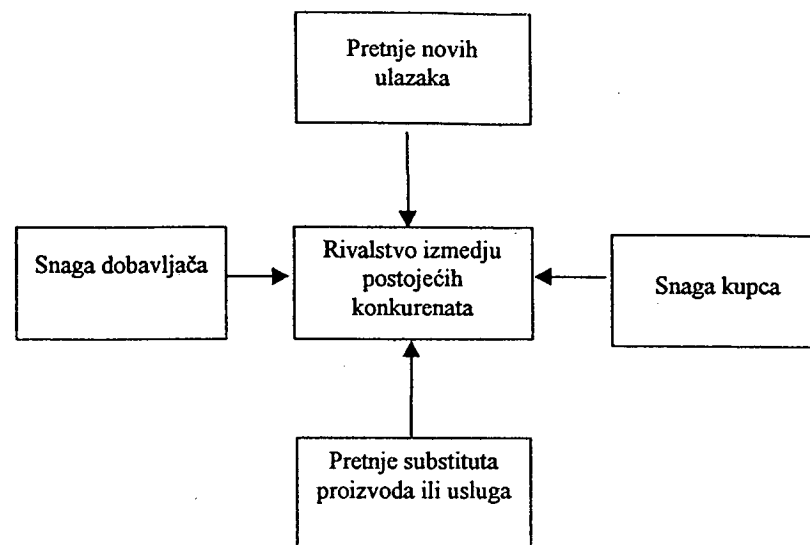 Pretnje novih
ulazaka
Snaga dobavljača
Rivalstvo izmedju
postojećih
konkurenata
Snaga kupca
Pretnje substituta
proizvoda ili usluga